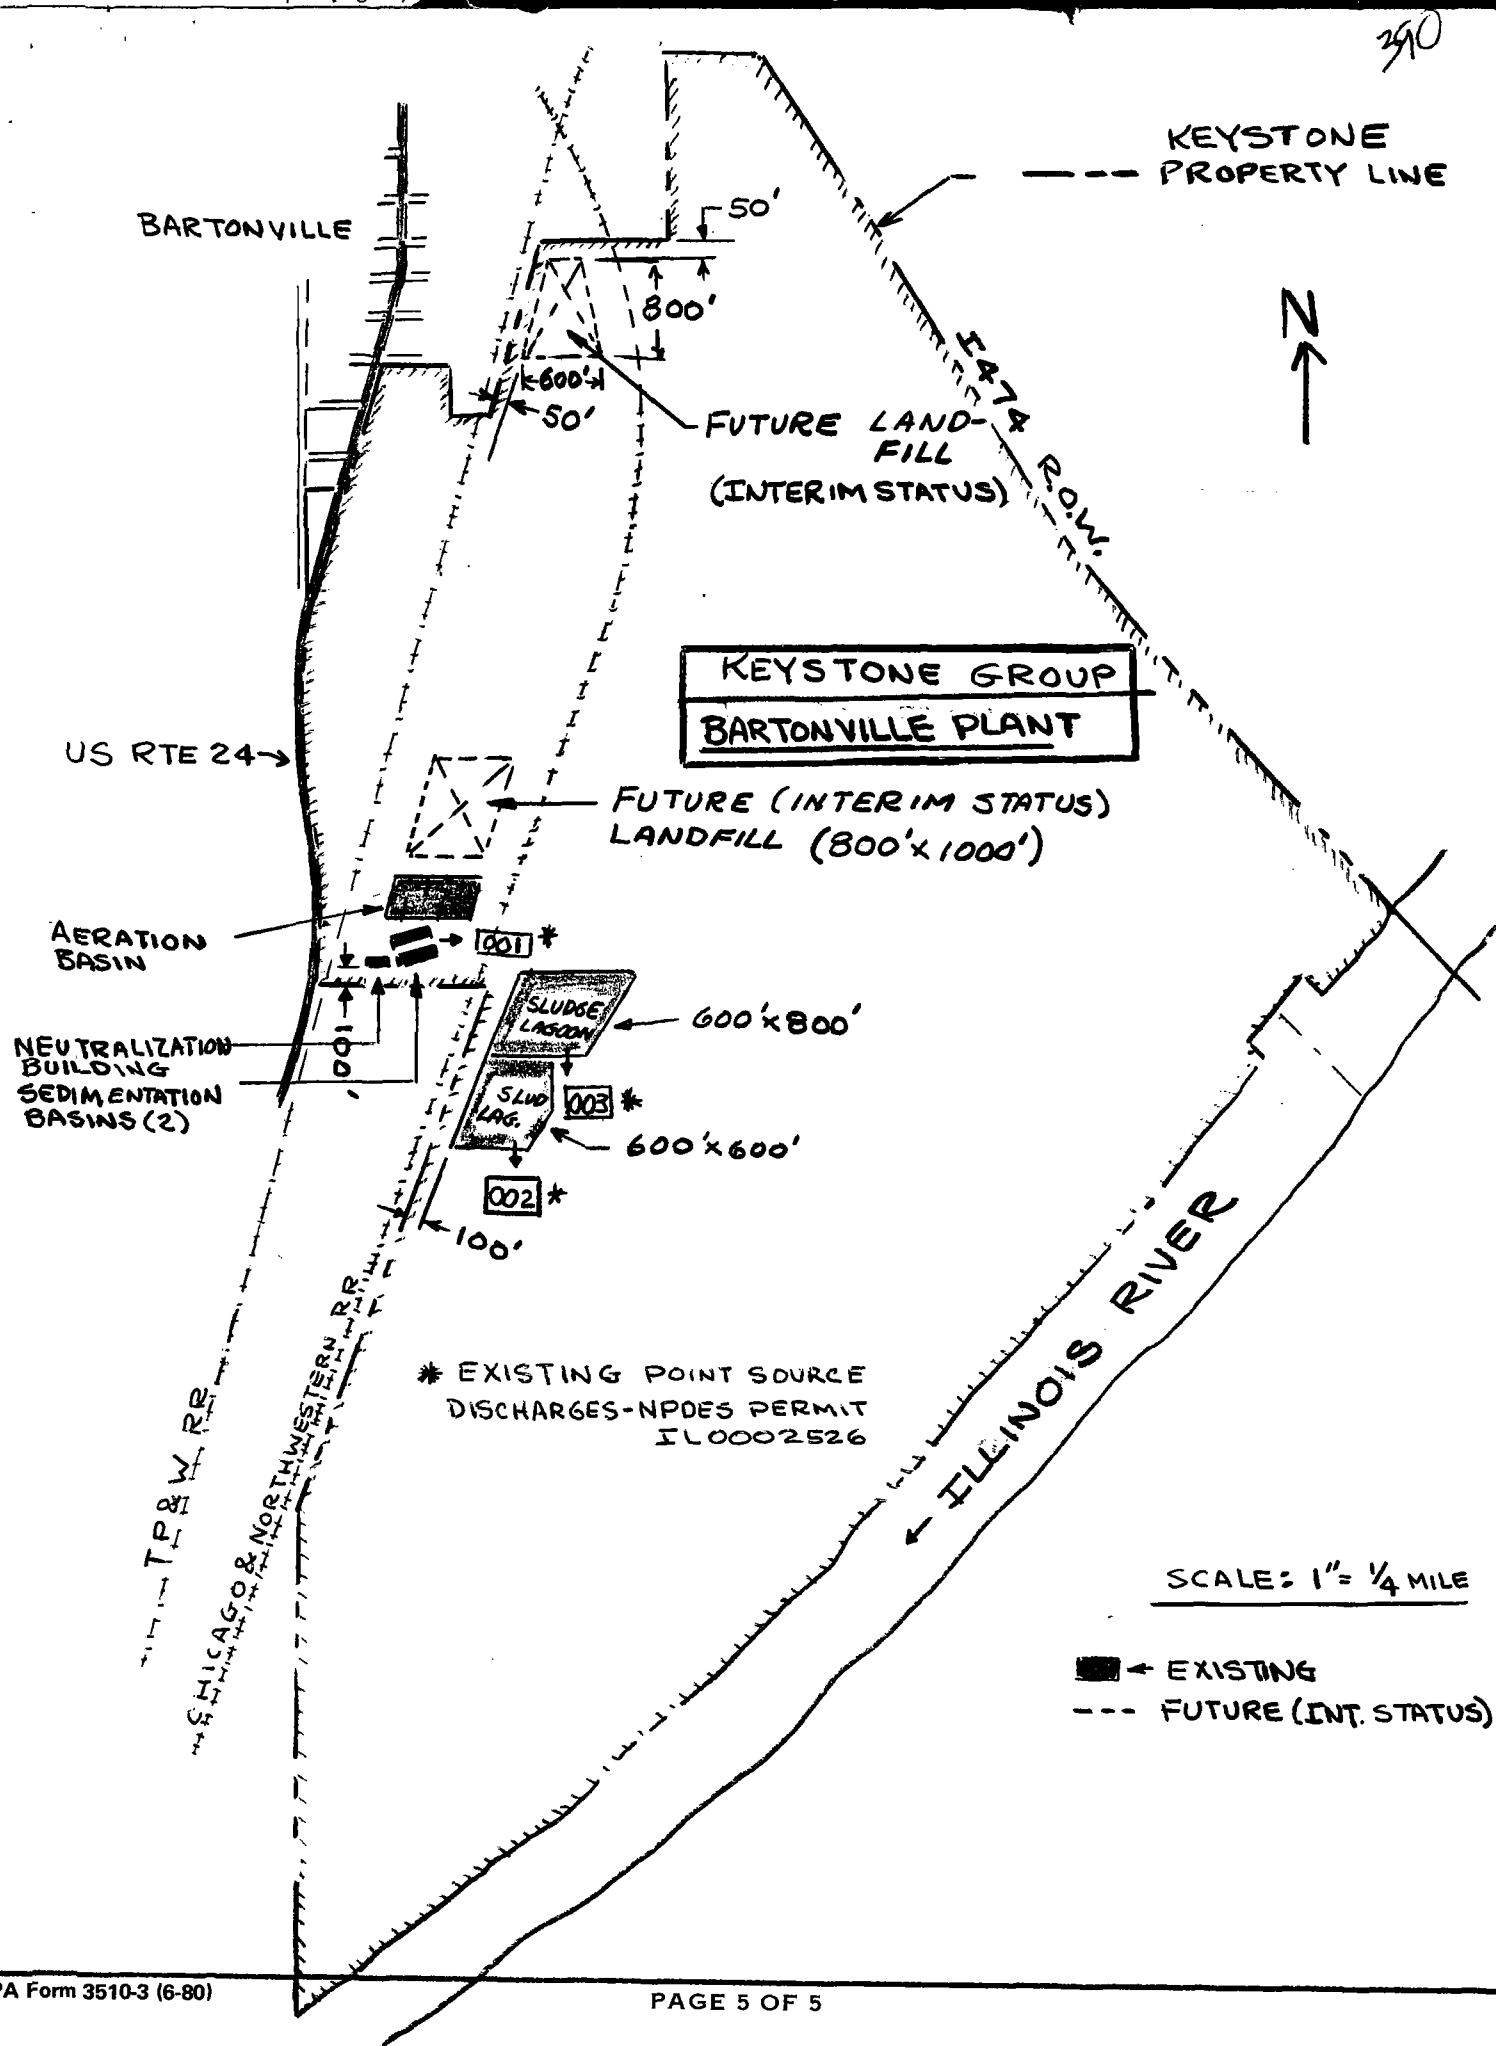 390
KEYSTONE
PROPERTY LINE
BARTONVILLE
50'
800'
N
600'
50'
I 474 R.O.W.
FUTURE LAND-
FILL
(INTERIM STATUS)
KEYSTONE GROUP
BARTONVILLE PLANT
US RTE 24
FUTURE (INTERIM STATUS)
LANDFILL (800'X1000')
AERATION
BASIN
001 *
SLUDGE
LAGOON
600'X800'
NEUTRALIZATION
BUILDING
100'
SEDIMENTATION
BASINS (2)
SLUD
LAG.
003 *
600'X600'
002 *
100'
ILLINOIS RIVER
* EXISTING POINT SOURCE
DISCHARGES-NPDES PERMIT
IL0002526
TP&W RR
CHICAGO & NORTHWESTERN RR
SCALE: 1"= 1/4 MILE
EXISTING
FUTURE (INT. STATUS)
PA Form 3510-3 (6-80)
PAGE 5 OF 5